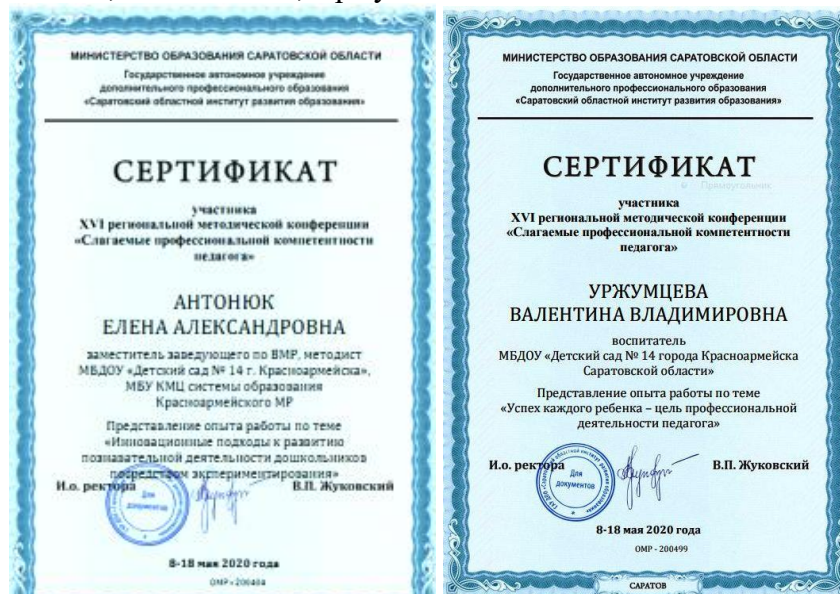 МИНИСТЕРСТВО ОБРАЗОВАНИЯ САРАТОВСКОЙ ОБЛАСТИ
Государственное автономное учреждение
дополнительного профессионального образования
«Саратовский областной институт развития образования»
СЕРТИФИКАТ
участника
XVI региональной методической конференции
«Слагаемые профессиональной компетентности
педагога»
АНТОНЮК
ЕЛЕНА АЛЕКСАНДРОВНА
заместитель заведующего по ВМР, методист
МБДОУ «Детский сад № 14 г. Красноармейска»,
МБУ КМЦ системы образования
Красноармейского МР
Представление опыта работы по теме
«Инновационные подходы к развитию
познавательной деятельности дошкольников
посредством экспериментирования»
И.о. ректора В.П. Жуковский
Для
документов
8-18 мая 2020 года
МИНИСТЕРСТВО ОБРАЗОВАНИЯ САРАТОВСКОЙ ОБЛАСТИ
Государственное автономное учреждение
дополнительного профессионального образования
«Саратовский областной институт развития образования»
СЕРТИФИКАТ
Прямоугольник
участника
XVI региональной методической конференции
«Слагаемые профессиональной компетентности
педагога»
УРЖУМЦЕВА
ВАЛЕНТИНА ВЛАДИМИРОВНА
воспитатель
МБДОУ «Детский сад № 14 города Красноармейска
Саратовской области»
Представление опыта работы по теме
«Успех каждого ребенка – цель профессиональной
деятельности педагога»
И.о. ректора В.П. Жуковский
Для
документов
8-18 мая 2020 года
ОМР - 200499
САРАТОВ